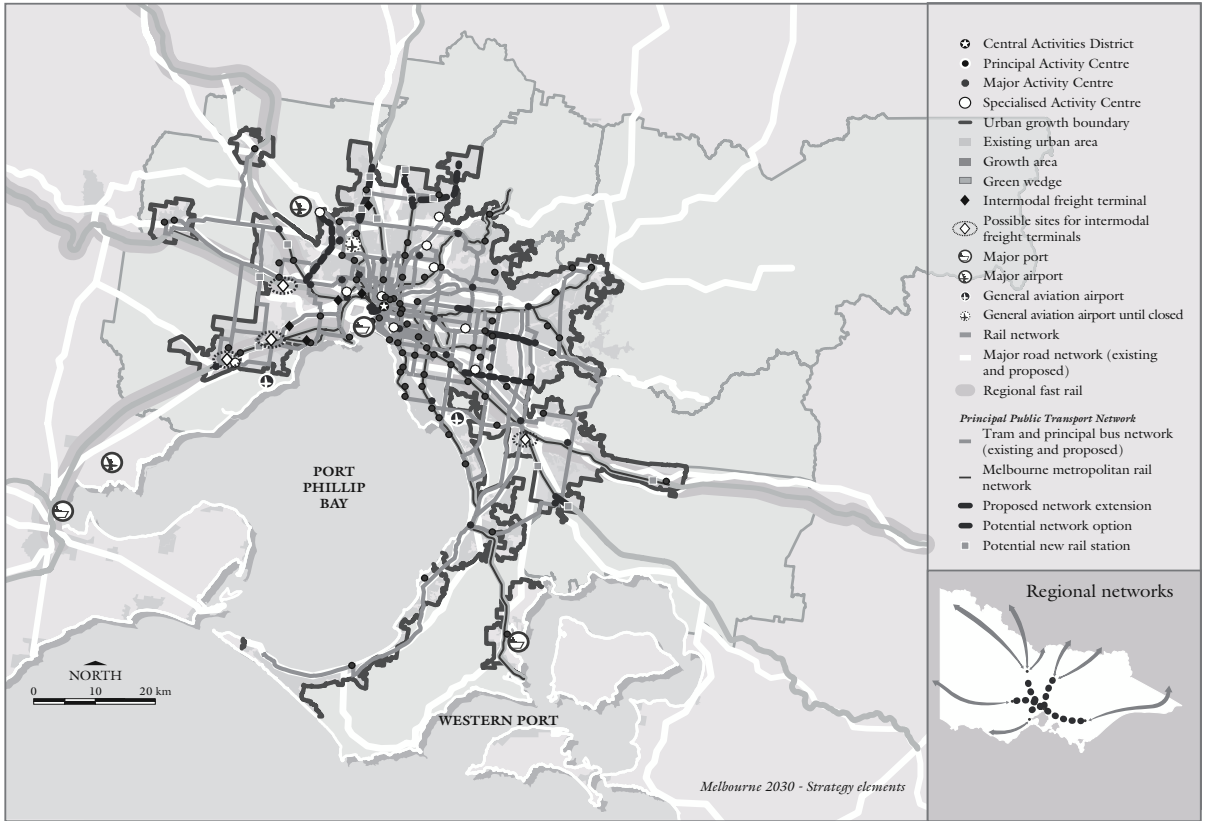 PORT
PHILLIP
BAY
NORTH
0 10 20 km
WESTERN PORT
Melbourne 2030 - Strategy elements
Central Activities District
Principal Activity Centre
Major Activity Centre
Specialised Activity Centre
Urban growth boundary
Existing urban area
Growth area
Green wedge
Intermodal freight terminal
Possible sites for intermodal
freight terminals
Major port
Major airport
General aviation airport
General aviation airport until closed
Rail network
Major road network (existing
and proposed)
Regional fast rail
Principal Public Transport Network
Tram and principal bus network
(existing and proposed)
Melbourne metropolitan rail
network
Proposed network extension
Potential network option
Potential new rail station
Regional networks